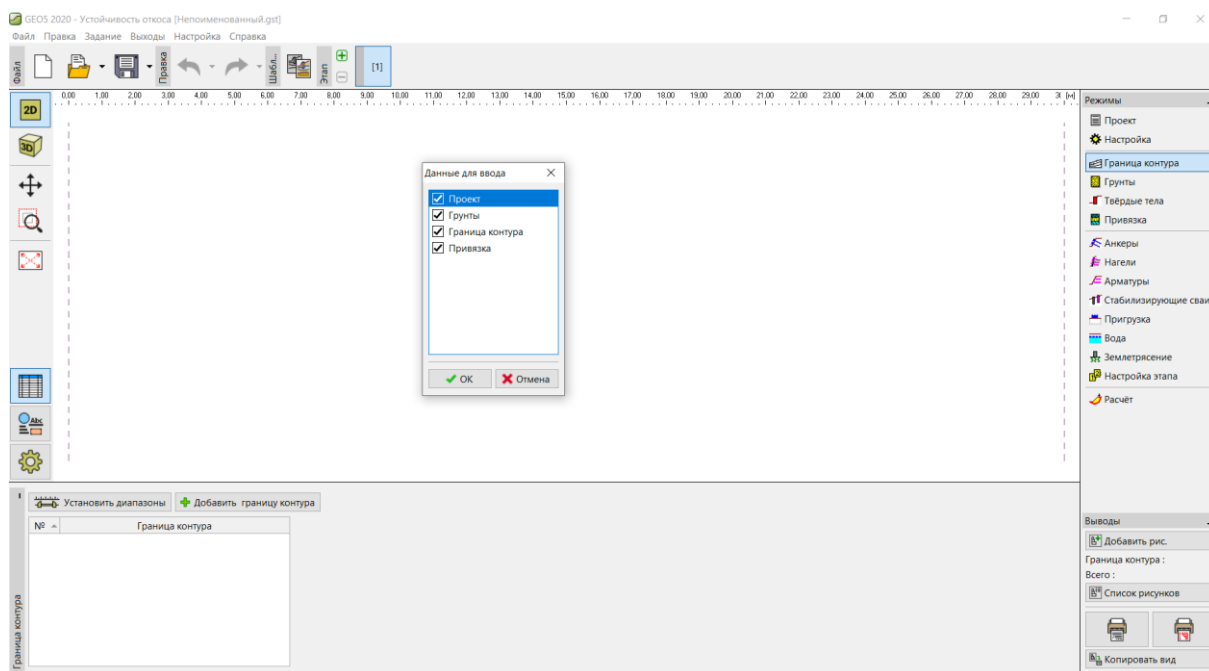 GEO5 2020 - Устойчивость откоса [Непоименованный.gst]
Файл Правка Задание Выходы Настройка Справка
Файл
Правка
Шабл...
Этап
[1]
0,00 1,00 2,00 3,00 4,00 5,00 6,00 7,00 8,00 9,00 10,00 11,00 12,00 13,00 14,00 15,00 16,00 17,00 18,00 19,00 20,00 21,00 22,00 23,00 24,00 25,00 26,00 27,00 28,00 29,00 [м]
2D
3D
Abc
Данные для ввода
Проект
Грунты
Граница контура
Привязка
OK Отмена
Режимы
Проект
Настройка
Граница контура
Грунты
Твёрдые тела
Привязка
Анкеры
Нагели
Арматуры
Стабилизирующие сваи
Пригрузка
Вода
Землетрясение
Настройка этапа
Расчёт
Граница контура
Установить диапазоны Добавить границу контура
№ Граница контура
Выводы
Добавить рис.
Граница контура :
Всего :
Список рисунков
Копировать вид